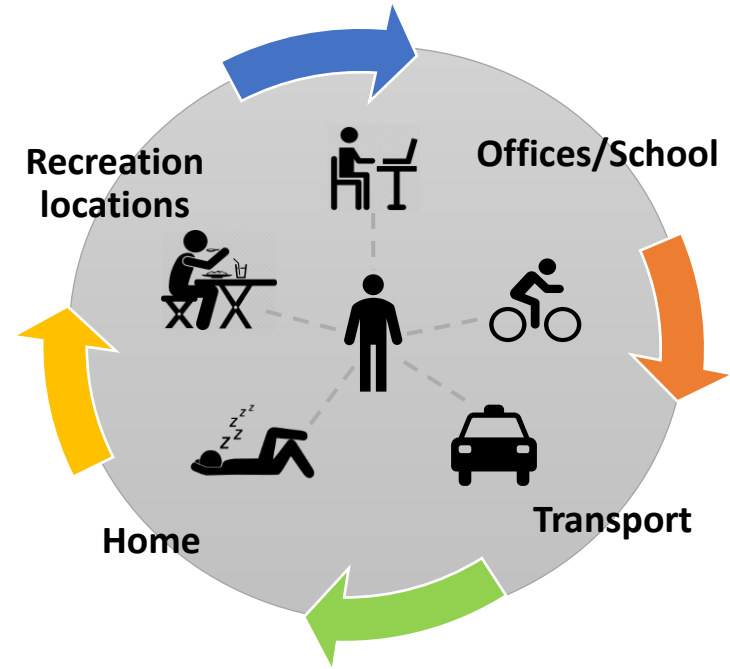 Recreation
locations
Offices/School
z z z z
Home
Transport